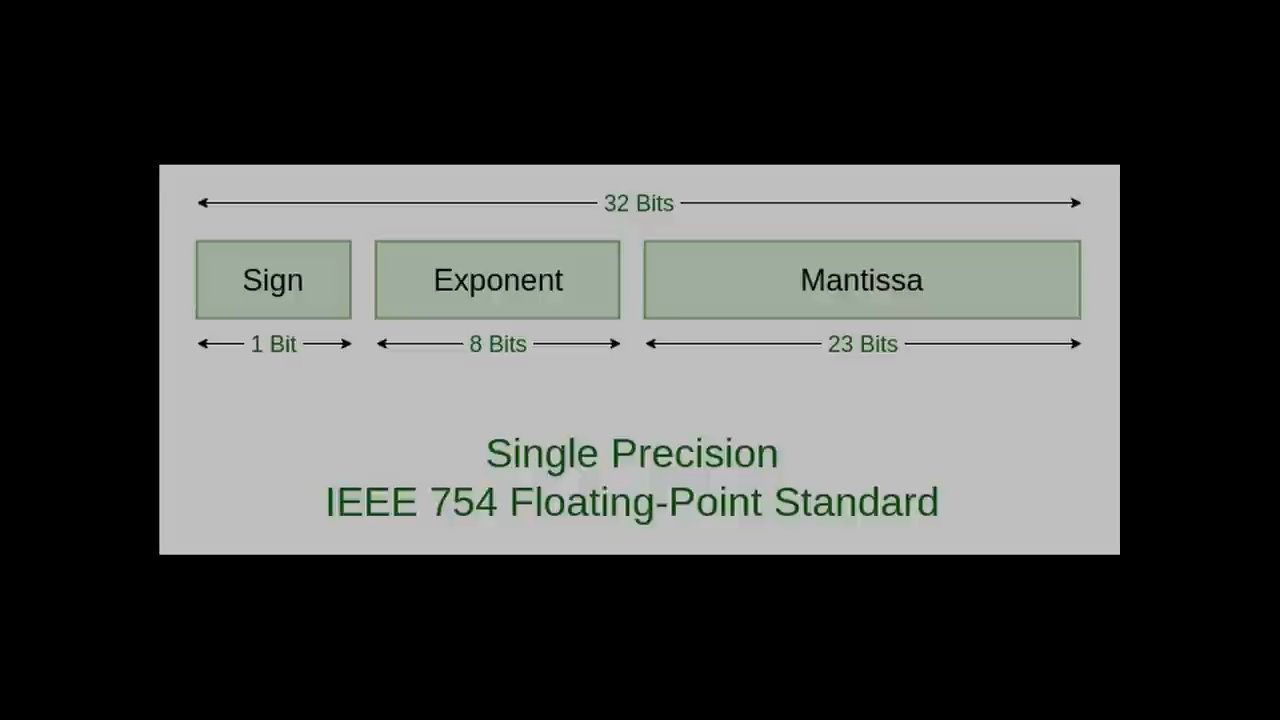 32 Bits
Sign Exponent Mantissa
1 Bit 8 Bits 23 Bits
Single Precision
IEEE 754 Floating-Point Standard